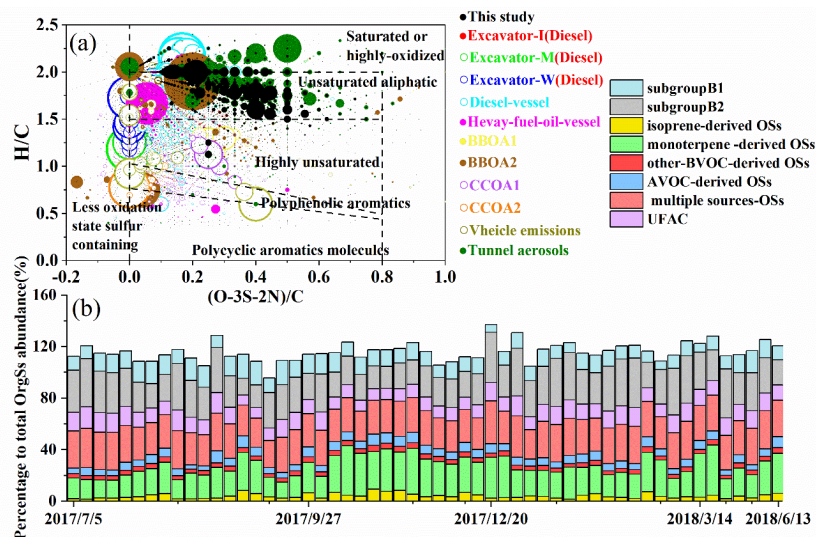 (a)
H/C
2.5
2.0
1.5
1.0
0.5
0.0
Saturated or
highly-oxidized
Unsaturated aliphatic
Highly unsaturated
Less oxidation
state sulfur
containing
Polyphenolic aromatics
Polycyclic aromatics molecules
-0.2 0.0 0.2 0.4 0.6 0.8 1.0
(O-3S-2N)/C
This study
Excavator-I(Diesel)
Excavator-M(Diesel)
Excavator-W(Diesel)
Diesel-vessel
Hevay-fuel-oil-vessel
BBOA1
BBOA2
CCOA1
CCOA2
Vheicle emissions
Tunnel aerosols
subgroupB1
subgroupB2
isoprene-derived OSs
monoterpene -derived OSs
other-BVOC-derived OSs
AVOC-derived OSs
multiple sources-OSs
UFAC
(b)
Percentage to total OrgSs abundance(%)
160
120
80
40
0
2017/7/5 2017/9/27 2017/12/20 2018/3/14 2018/6/13